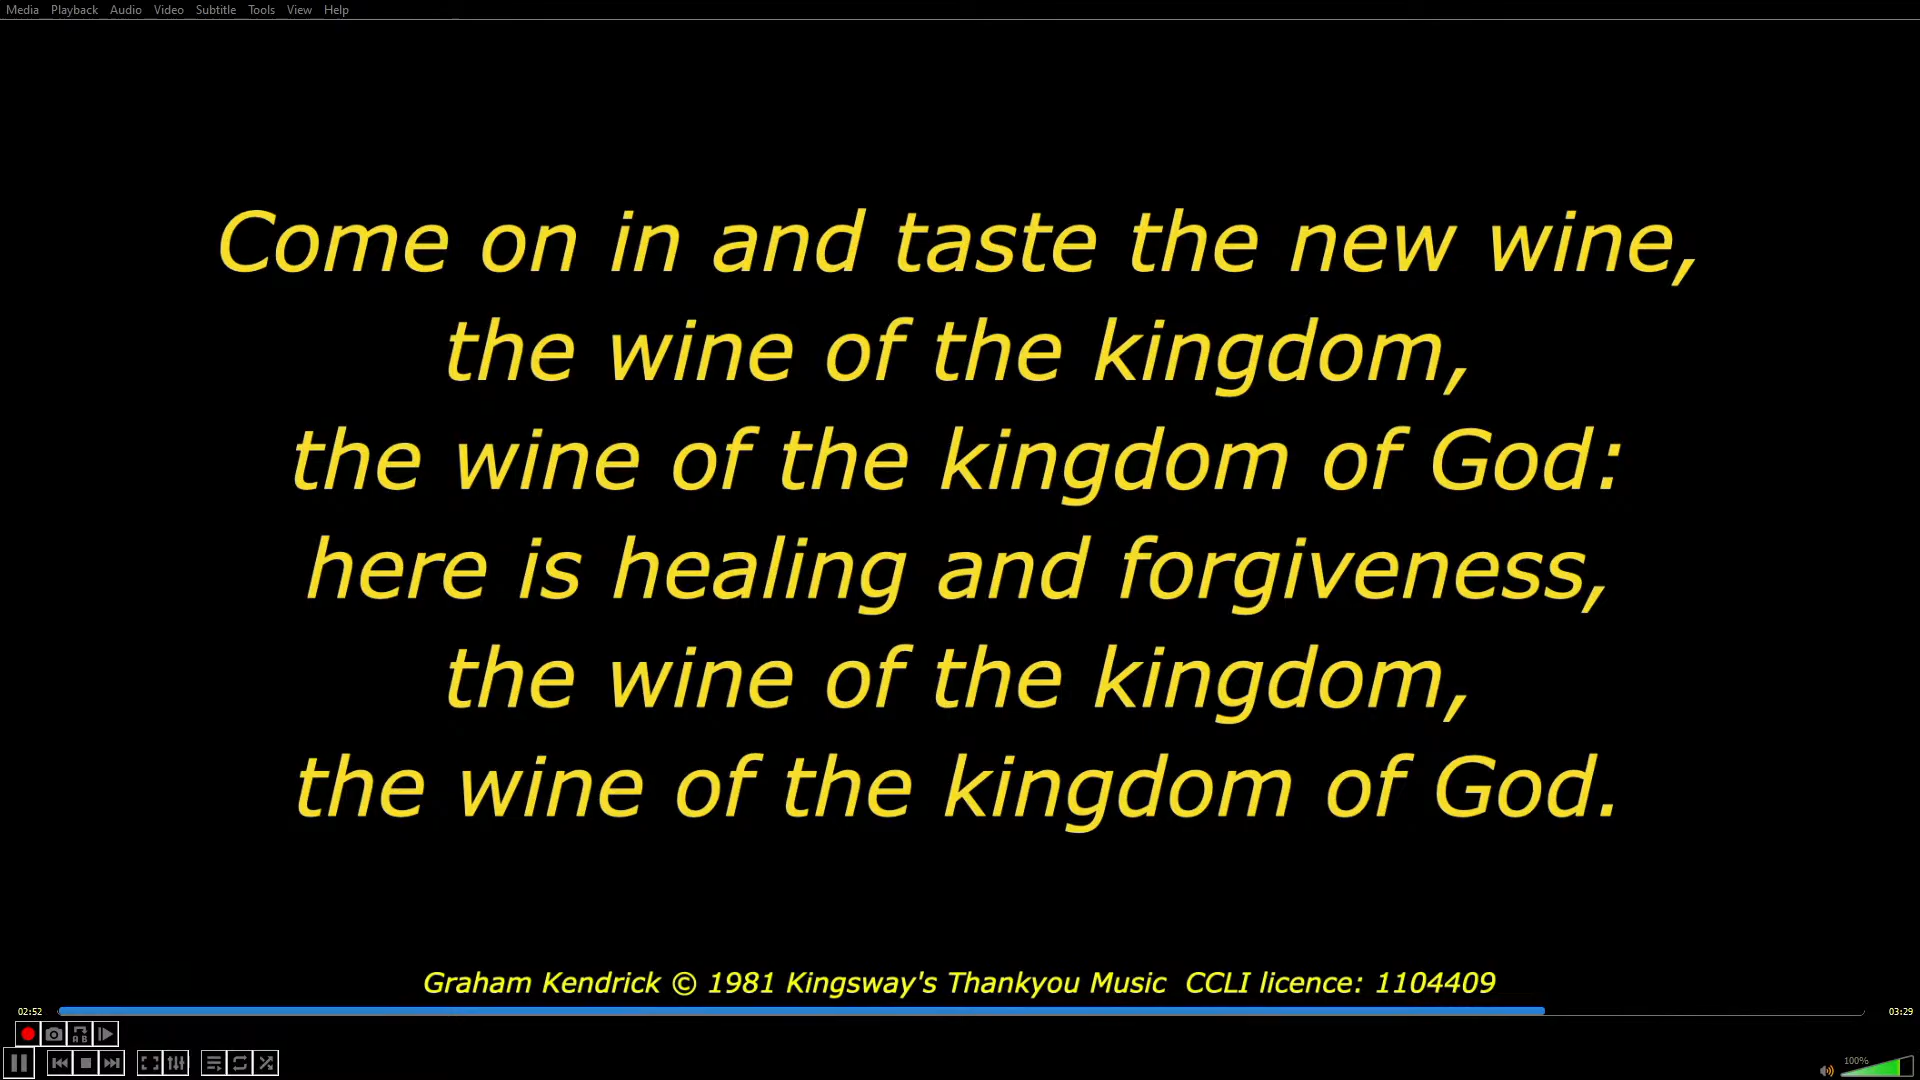 Media Playback Audio Video Subtitle Tools View Help
Come on in and taste the new wine,
the wine of the kingdom,
the wine of the kingdom of God:
here is healing and forgiveness,
the wine of the kingdom,
the wine of the kingdom of God.
Graham Kendrick © 1981 Kingsway's Thankyou Music CCLI licence: 1104409
02:52 03:29
A B
100%